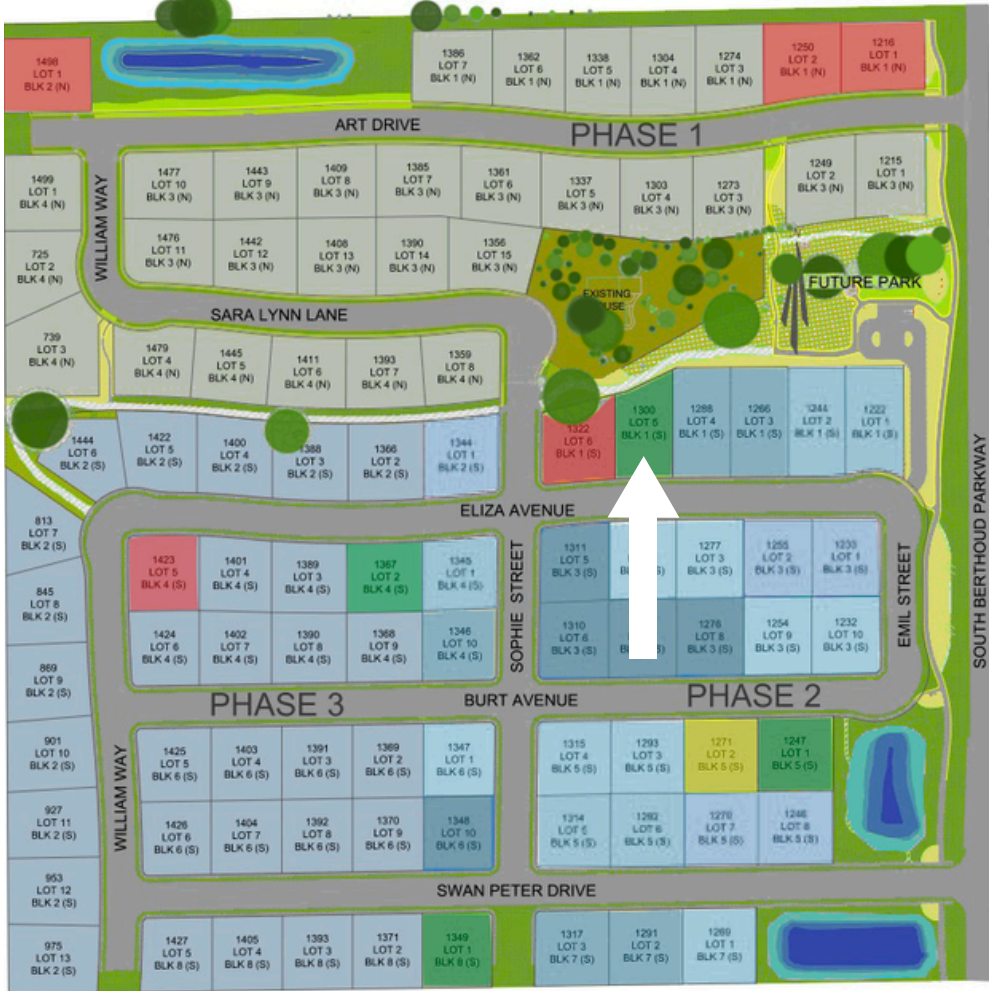 1498
LOT 1
BLK 2 (N)
1386
LOT 7
BLK 1 (N)
1362
LOT 6
BLK 1 (N)
1338
LOT 5
BLK 1 (N)
1304
LOT 4
BLK 1 (N)
1274
LOT 3
BLK 1 (N)
1250
LOT 2
BLK 1 (N)
1216
LOT 1
BLK 1 (N)
ART DRIVE
PHASE 1
1499
LOT 1
BLK 4 (N)
WILLIAM WAY
1477
LOT 10
BLK 3 (N)
1443
LOT 9
BLK 3 (N)
1409
LOT 8
BLK 3 (N)
1385
LOT 7
BLK 3 (N)
1361
LOT 6
BLK 3 (N)
1337
LOT 5
BLK 3 (N)
1303
LOT 4
BLK 3 (N)
1273
LOT 3
BLK 3 (N)
1249
LOT 2
BLK 3 (N)
1215
LOT 1
BLK 3 (N)
725
LOT 2
BLK 4 (N)
1476
LOT 11
BLK 3 (N)
1442
LOT 12
BLK 3 (N)
1408
LOT 13
BLK 3 (N)
1390
LOT 14
BLK 3 (N)
1356
LOT 15
BLK 3 (N)
EXISTING
FUTURE PARK
SARA LYNN LANE
739
LOT 3
BLK 4 (N)
1479
LOT 4
BLK 4 (N)
1445
LOT 5
BLK 4 (N)
1411
LOT 6
BLK 4 (N)
1393
LOT 7
BLK 4 (N)
1359
LOT 8
BLK 4 (N)
1444
LOT 6
BLK 2 (S)
1422
LOT 5
BLK 2 (S)
1400
LOT 4
BLK 2 (S)
1388
LOT 3
BLK 2 (S)
1366
LOT 2
BLK 2 (S)
1344
LOT 1
BLK 2 (S)
1322
LOT 6
BLK 1 (S)
1300
LOT 5
BLK 1 (S)
1288
LOT 4
BLK 1 (S)
1266
LOT 3
BLK 1 (S)
1244
LOT 2
BLK 1 (S)
1222
LOT 1
BLK 1 (S)
ELIZA AVENUE
SOUTH BERTHOUD PARKWAY
813
LOT 7
BLK 2 (S)
1423
LOT 5
BLK 4 (S)
1401
LOT 4
BLK 4 (S)
1389
LOT 3
BLK 4 (S)
1367
LOT 2
BLK 4 (S)
1345
LOT 1
BLK 4 (S)
SOPHIE STREET
1311
LOT 5
BLK 3 (S)
1277
LOT 3
BLK 3 (S)
1255
LOT 2
BLK 3 (S)
1233
LOT 1
BLK 3 (S)
EMIL STREET
845
LOT 8
BLK 2 (S)
1424
LOT 6
BLK 4 (S)
1402
LOT 7
BLK 4 (S)
1390
LOT 8
BLK 4 (S)
1368
LOT 9
BLK 4 (S)
1346
LOT 10
BLK 4 (S)
1310
LOT 6
BLK 3 (S)
1276
LOT 8
BLK 3 (S)
1254
LOT 9
BLK 3 (S)
1232
LOT 10
BLK 3 (S)
869
LOT 9
BLK 2 (S)
PHASE 3
BURT AVENUE
PHASE 2
901
LOT 10
BLK 2 (S)
WILLIAM WAY
1425
LOT 5
BLK 6 (S)
1403
LOT 4
BLK 6 (S)
1391
LOT 3
BLK 6 (S)
1369
LOT 2
BLK 6 (S)
1347
LOT 1
BLK 6 (S)
1315
LOT 4
BLK 5 (S)
1293
LOT 3
BLK 5 (S)
1271
LOT 2
BLK 5 (S)
1247
LOT 1
BLK 5 (S)
927
LOT 11
BLK 2 (S)
1426
LOT 6
BLK 6 (S)
1404
LOT 7
BLK 6 (S)
1392
LOT 8
BLK 6 (S)
1370
LOT 9
BLK 6 (S)
1348
LOT 10
BLK 6 (S)
1314
LOT 5
BLK 5 (S)
1292
LOT 6
BLK 5 (S)
1270
LOT 7
BLK 5 (S)
1246
LOT 8
BLK 5 (S)
953
LOT 12
BLK 2 (S)
SWAN PETER DRIVE
975
LOT 13
BLK 2 (S)
1427
LOT 5
BLK 8 (S)
1405
LOT 4
BLK 8 (S)
1393
LOT 3
BLK 8 (S)
1371
LOT 2
BLK 8 (S)
1349
LOT 1
BLK 8 (S)
1317
LOT 3
BLK 7 (S)
1291
LOT 2
BLK 7 (S)
1269
LOT 1
BLK 7 (S)